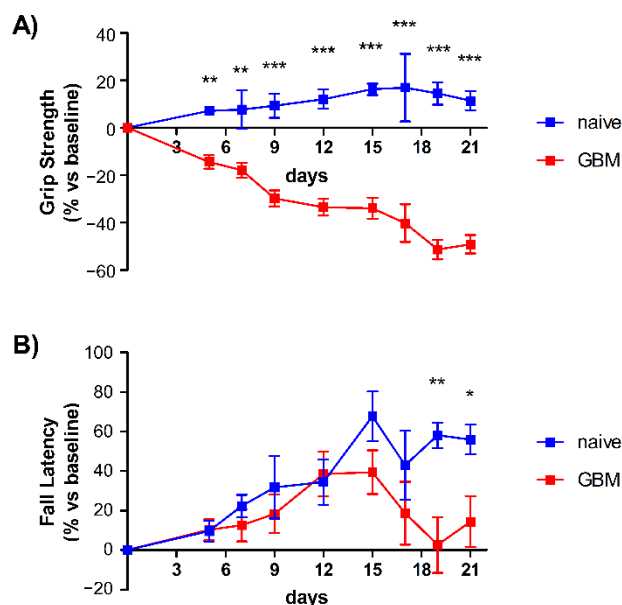 A)
** ** *** *** *** *** *** ***
40
20
0
−20
−40
−60
Grip Strength
(% vs baseline)
3 6 9 12 15 18 21
days
naive
GBM
B)
** *
100
80
60
40
20
0
−20
Fall Latency
(% vs baseline)
3 6 9 12 15 18 21
days
naive
GBM